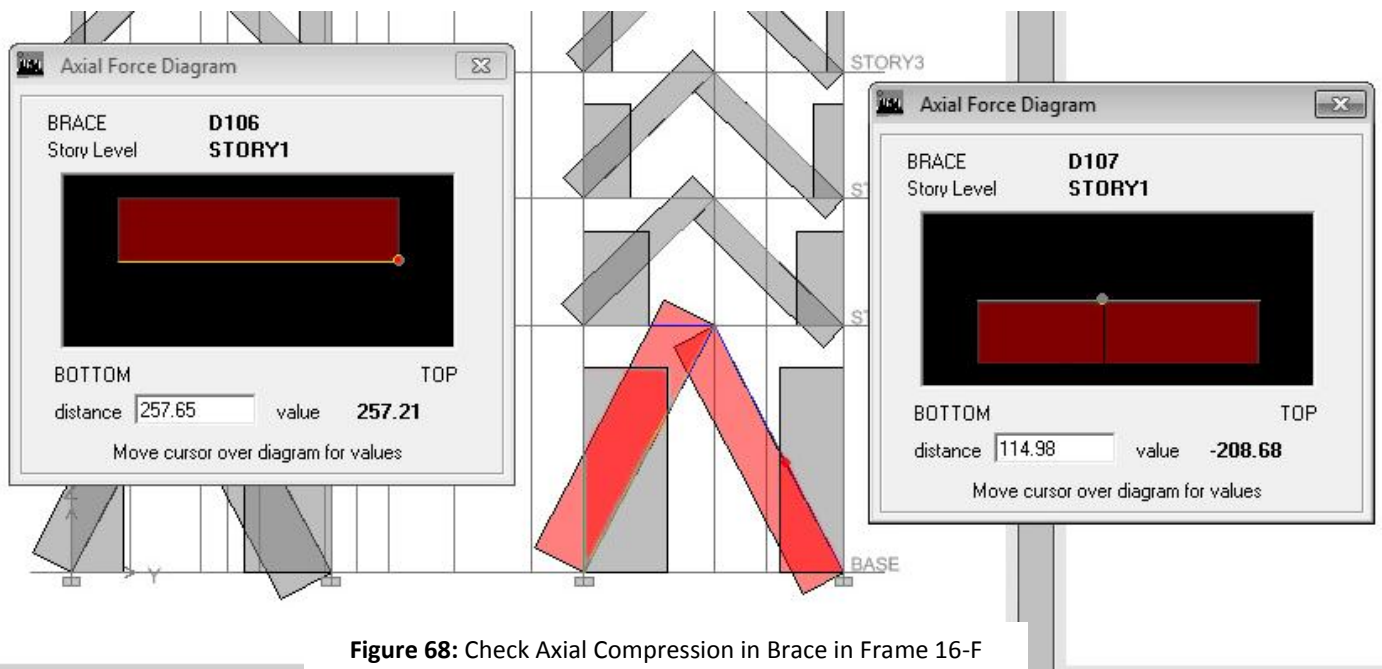 Axial Force Diagram
BRACE D106
Story Level STORY1
BOTTOM TOP
distance 257.65 value 257.21
Move cursor over diagram for values
STORY3
ST
ST
BASE
Y
Z
Axial Force Diagram
BRACE D107
Story Level STORY1
BOTTOM TOP
distance 114.98 value -208.68
Move cursor over diagram for values
Figure 68: Check Axial Compression in Brace in Frame 16-F